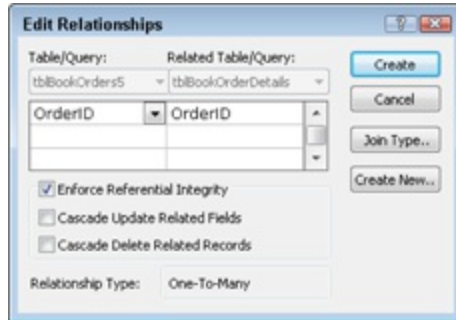 Edit Relationships
Table/Query: Related Table/Query:
tblBookOrders5 tblBookOrderDetails
OrderID OrderID
Enforce Referential Integrity
Cascade Update Related Fields
Cascade Delete Related Records
Relationship Type: One-To-Many
Create
Cancel
Join Type..
Create New..